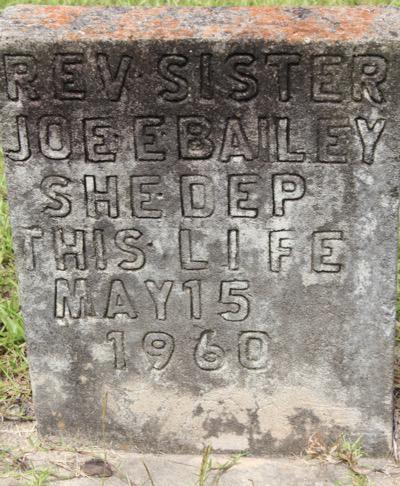 REV SISTER
JOE E BAILEY
SHE DEP
THIS LIFE
MAY 15
1960